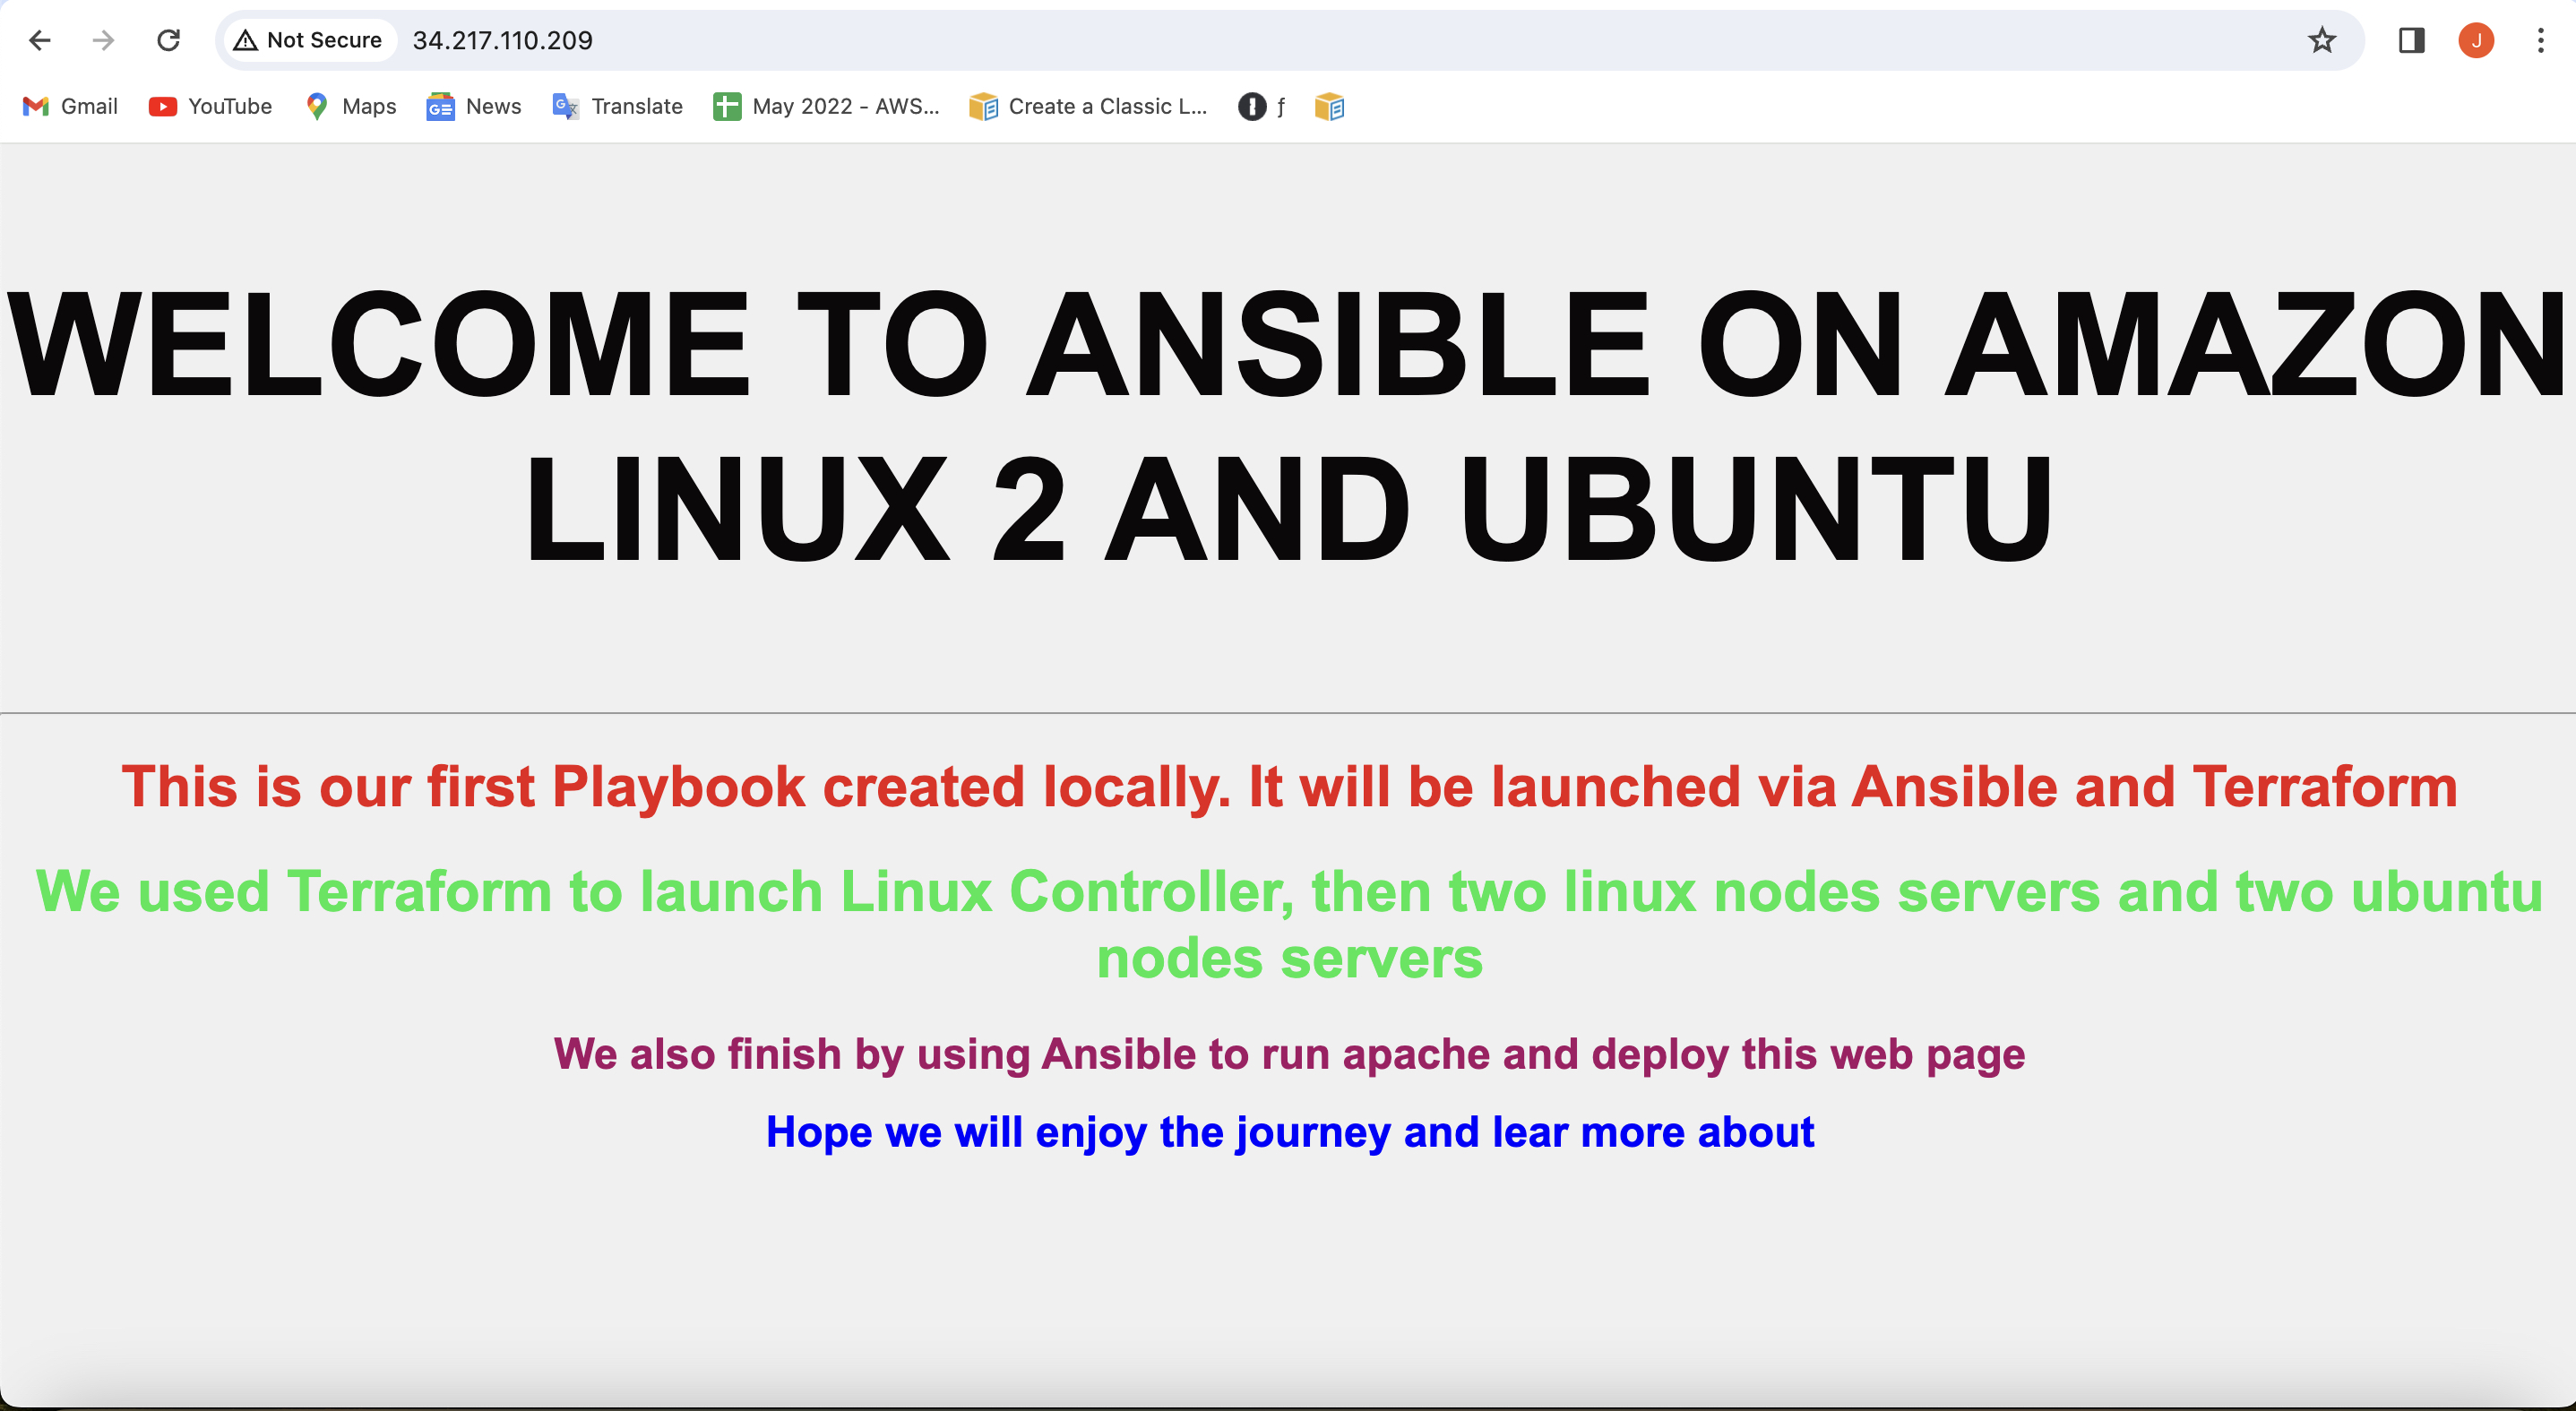 Not Secure 34.217.110.209 J
Gmail YouTube Maps News Translate May 2022 - AWS... Create a Classic L... ƒ
WELCOME TO ANSIBLE ON AMAZON
LINUX 2 AND UBUNTU
This is our first Playbook created locally. It will be launched via Ansible and Terraform
We used Terraform to launch Linux Controller, then two linux nodes servers and two ubuntu
nodes servers
We also finish by using Ansible to run apache and deploy this web page
Hope we will enjoy the journey and lear more about